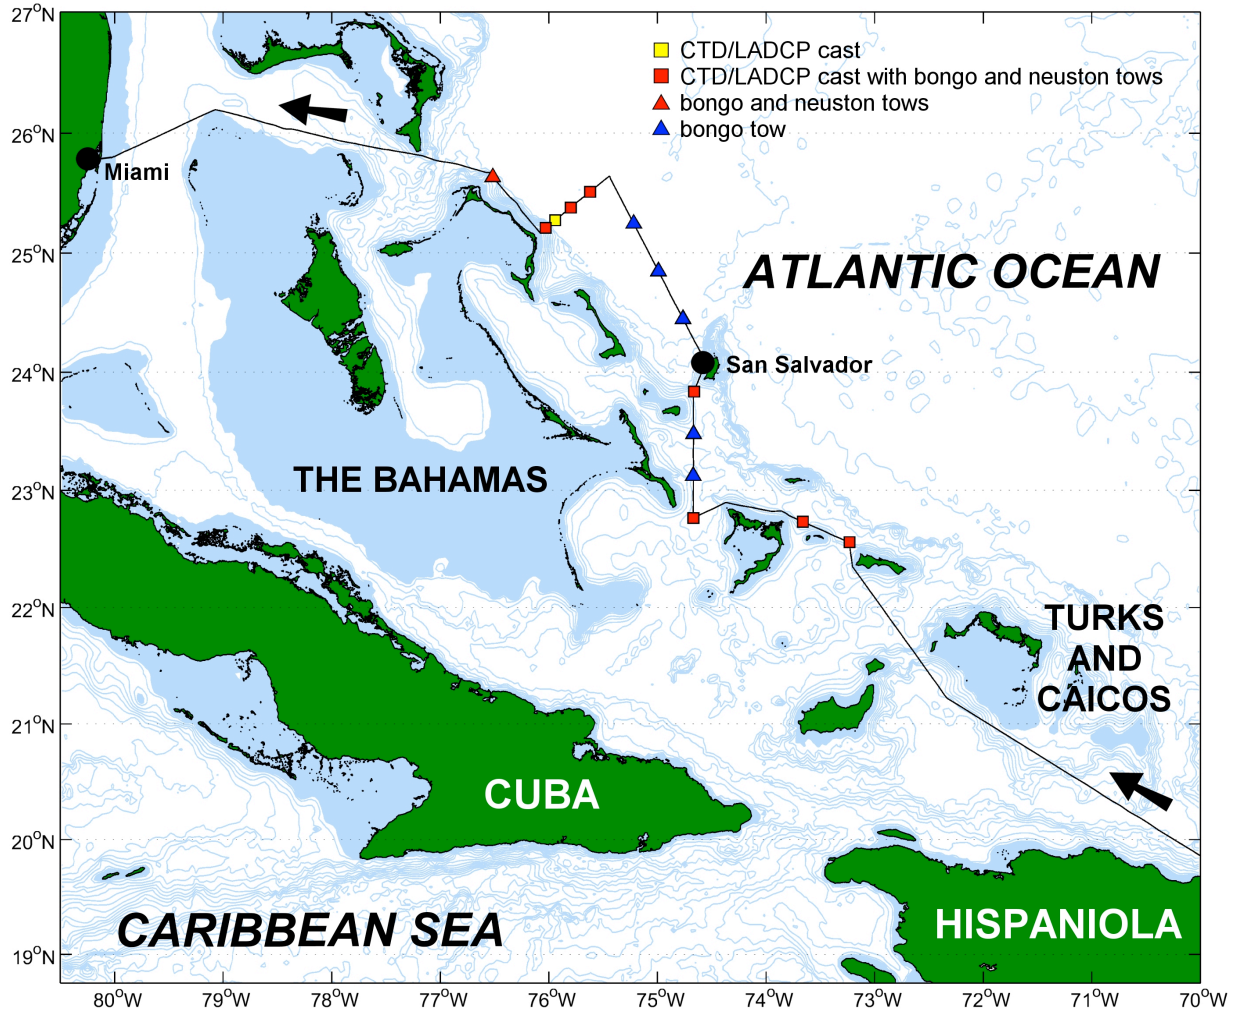 27°N
26°N
25°N
24°N
23°N
22°N
21°N
20°N
19°N
CTD/LADCP cast
CTD/LADCP cast with bongo and neuston tows
bongo and neuston tows
bongo tow
Miami
ATLANTIC OCEAN
San Salvador
THE BAHAMAS
TURKS
AND
CAICOS
CUBA
CARIBBEAN SEA
HISPANIOLA
80°W 79°W 78°W 77°W 76°W 75°W 74°W 73°W 72°W 71°W 70°W